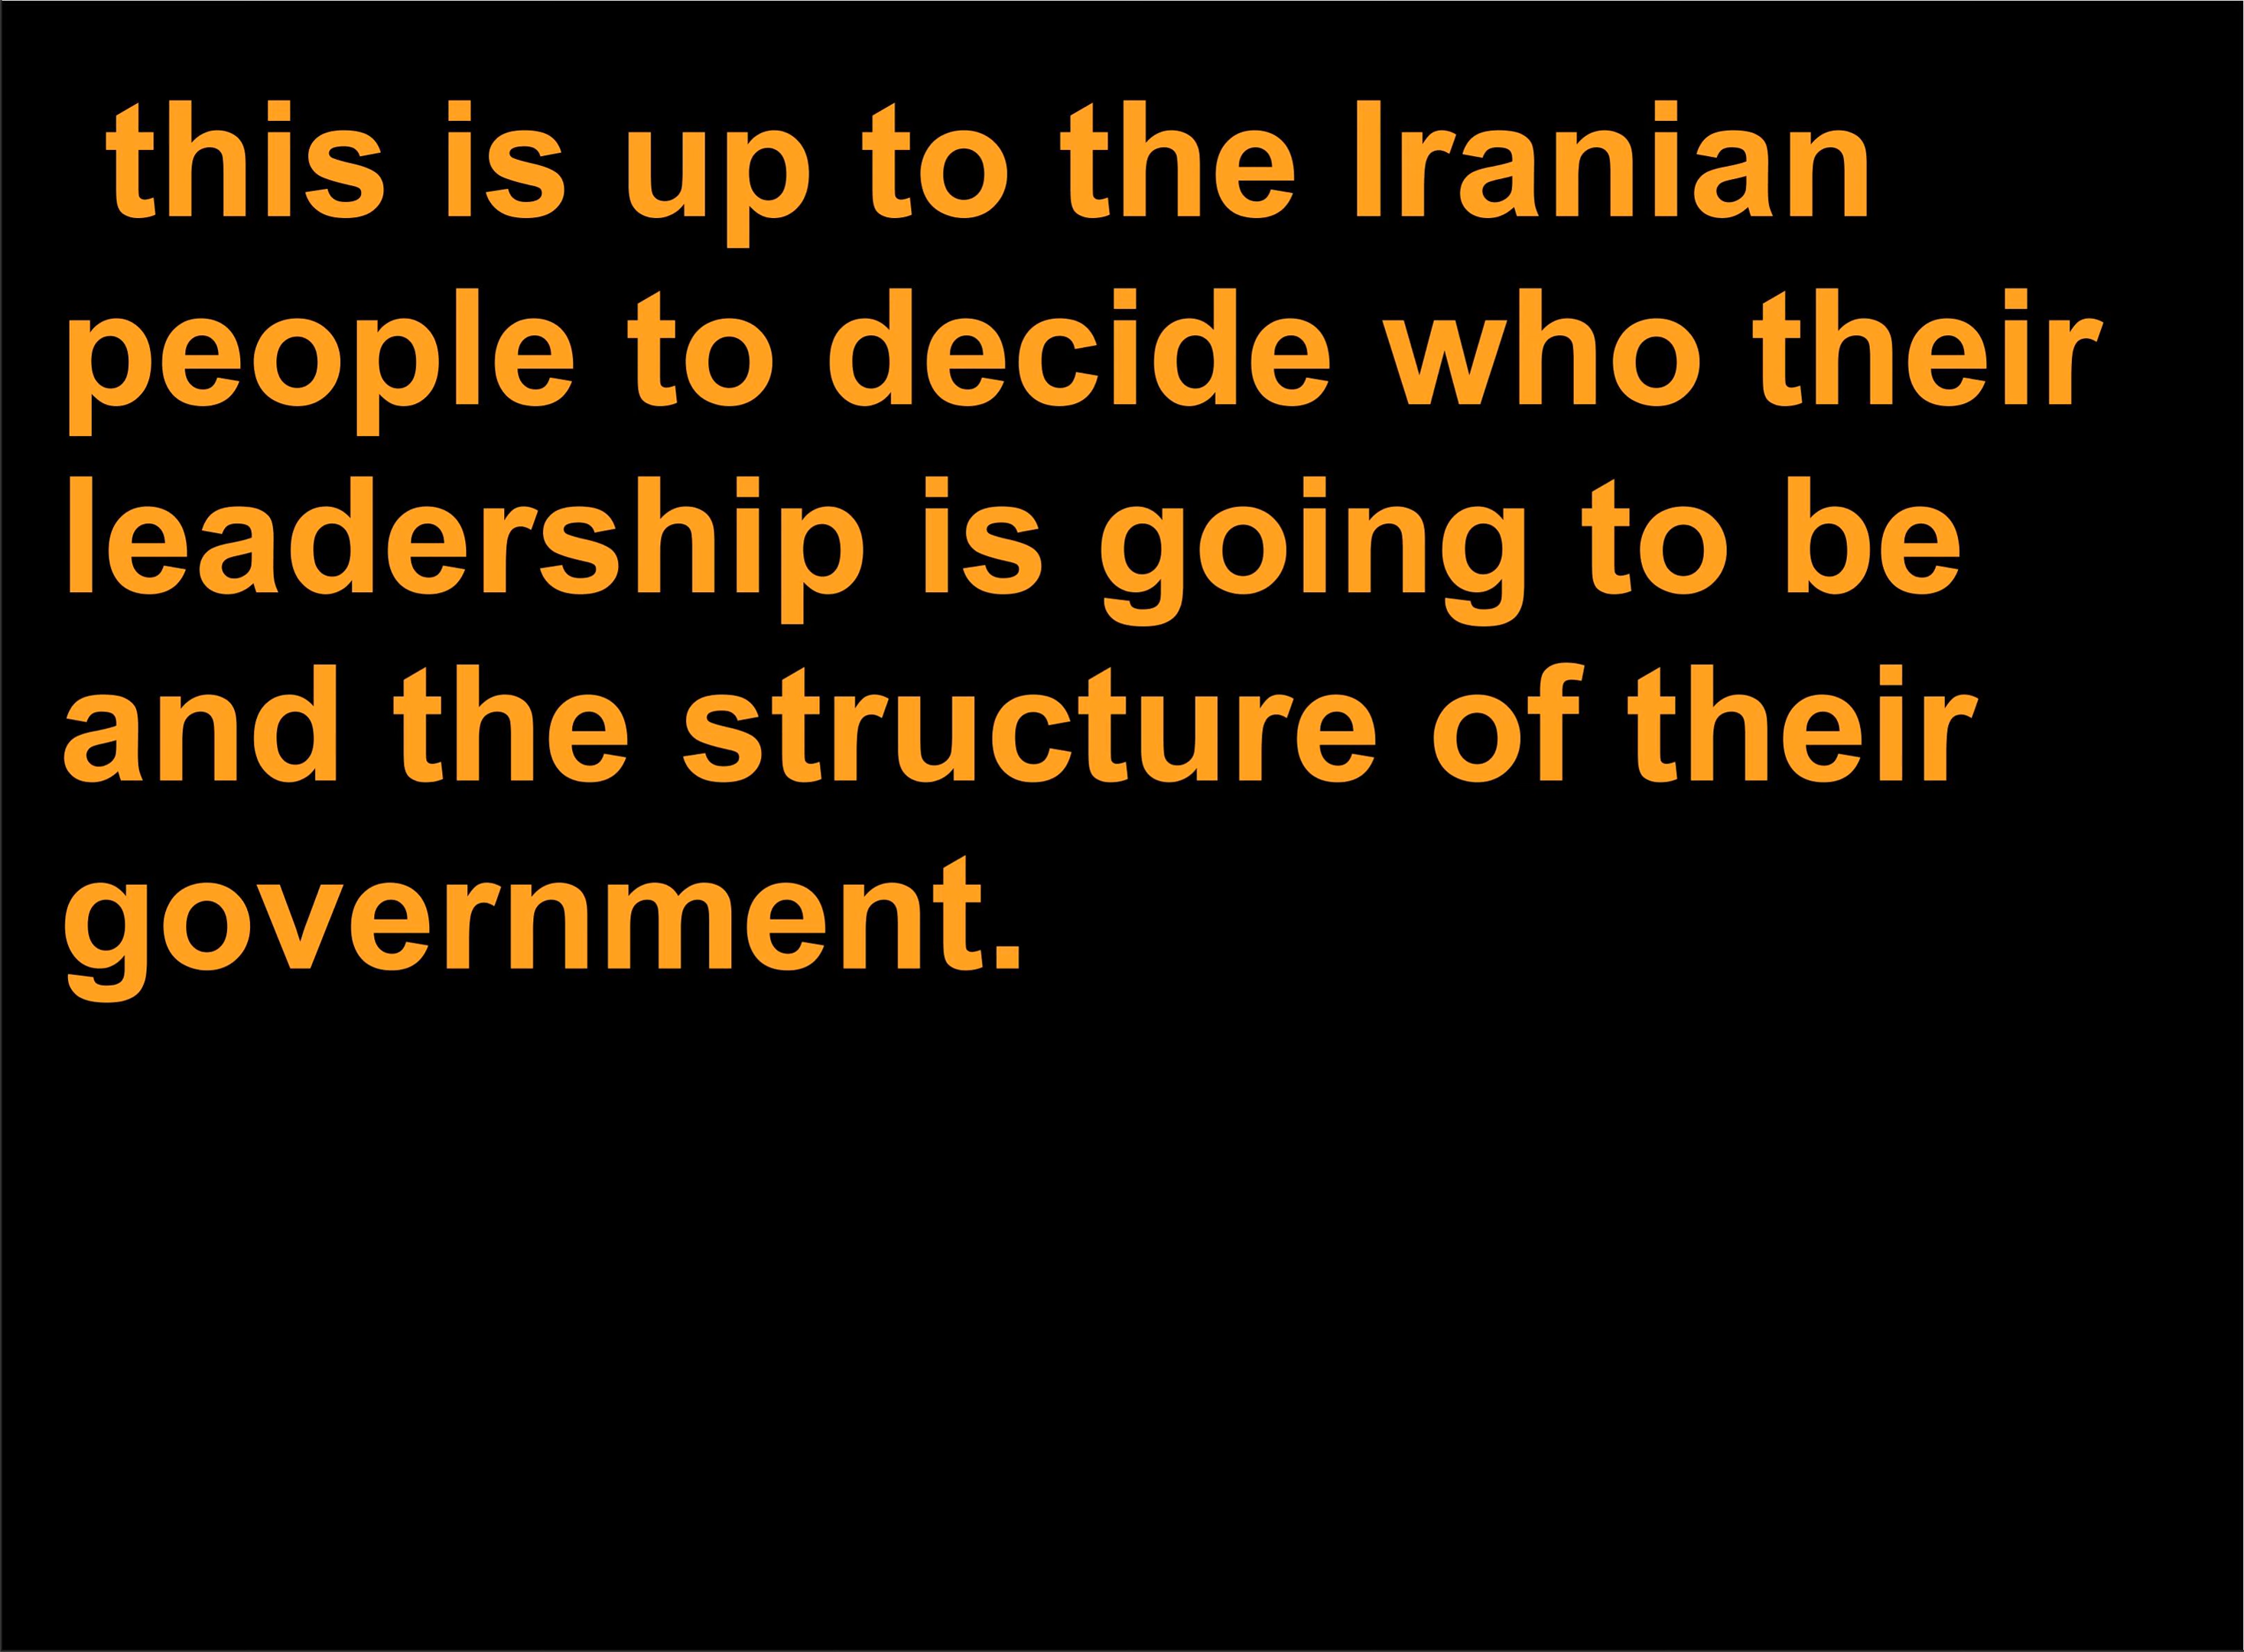 this is up to the Iranian
people to decide who their
leadership is going to be
and the structure of their
government.